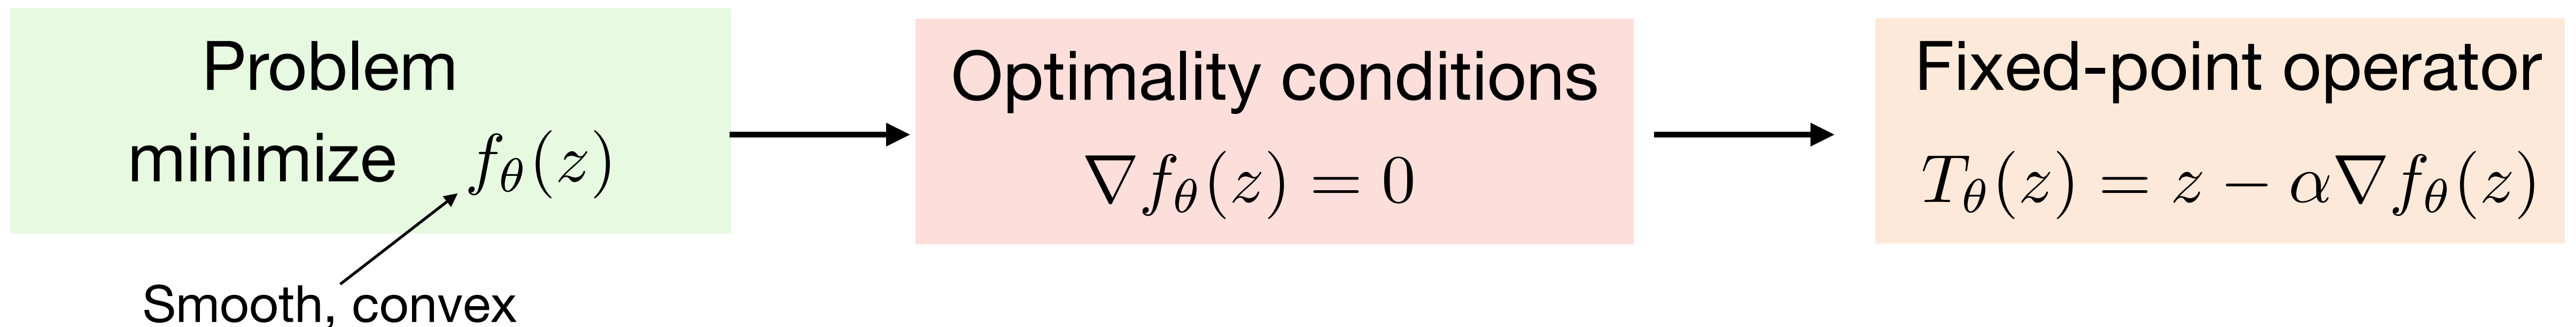 Problem
minimize f_θ(z)
Smooth, convex
Optimality conditions
∇f_θ(z) = 0
Fixed-point operator
T_θ(z) = z − α∇f_θ(z)